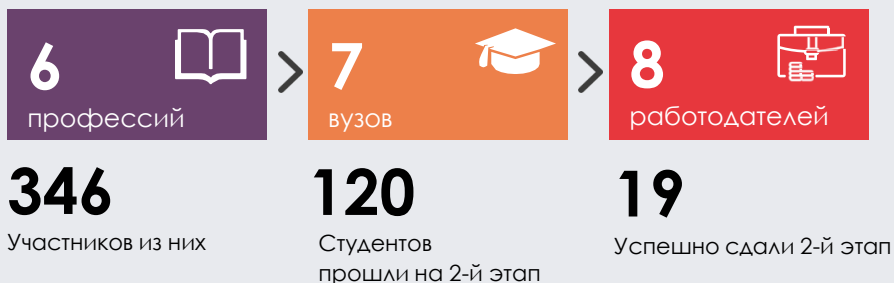 6
профессий
7
вузов
8
работодателей
346
Участников из них
120
Студентов
прошли на 2-й этап
19
Успешно сдали 2-й этап